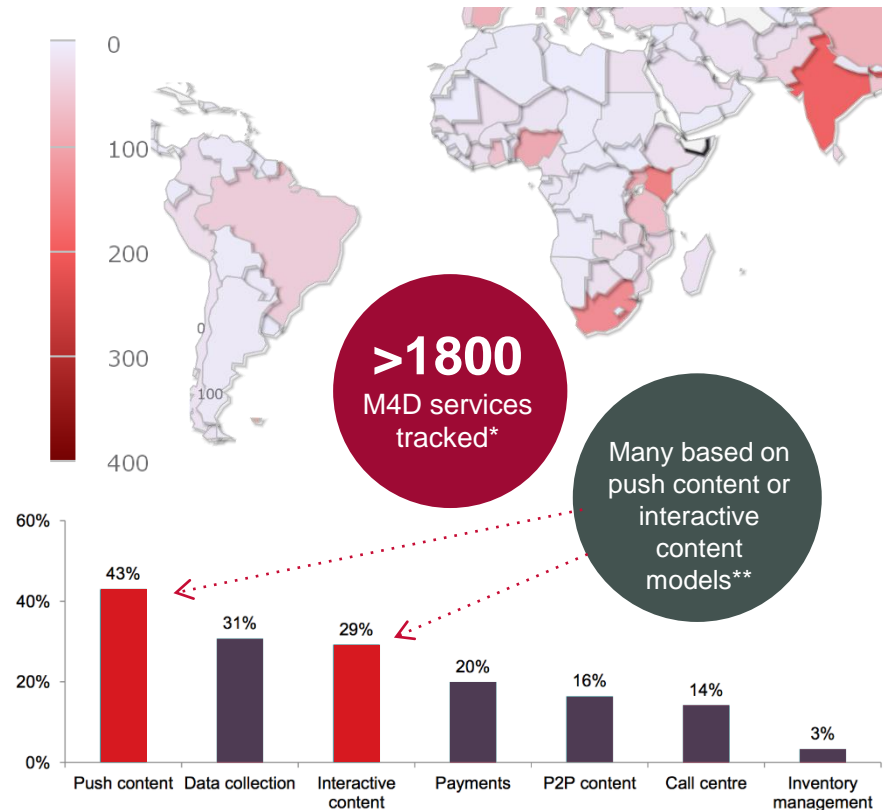 0
100
200
300
400
0
100
>1800
M4D services
tracked*
Many based on
push content or
interactive
content
models**
60%
40%
20%
0%
43%
31%
29%
20%
16%
14%
3%
Push content
Data collection
Interactive
content
Payments
P2P content
Call centre
Inventory
management